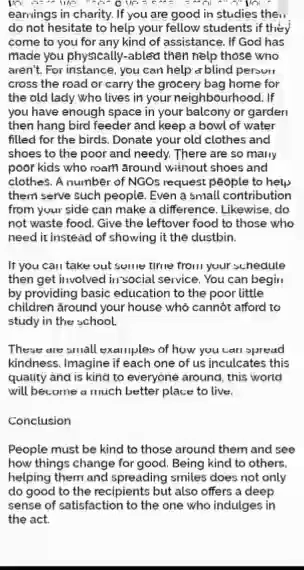 earnings in charity. If you are good in studies then
do not hesitate to help your fellow students if they
come to you for any kind of assistance. If God has
made you physically-abled then help those who
aren't. For instance, you can help a blind person
cross the road or carry the grocery bag home for
the old lady who lives in your neighbourhood. If
you have enough space in your balcony or garden
then hang bird feeder and keep a bowl of water
filled for the birds. Donate your old clothes and
shoes to the poor and needy. There are so many
poor kids who roam around without shoes and
clothes. A number of NGOs request people to help
them serve such people. Even a small contribution
from your side can make a difference. Likewise, do
not waste food. Give the leftover food to those who
need it instead of showing it the dustbin.
If you can take out some time from your schedule
then get involved in social service. You can begin
by providing basic education to the poor little
children around your house who cannot afford to
study in the school.
These are small examples of how you can spread
kindness. Imagine if each one of us inculcates this
quality and is kind to everyone around, this world
will become a much better place to live.
Conclusion
People must be kind to those around them and see
how things change for good. Being kind to others,
helping them and spreading smiles does not only
do good to the recipients but also offers a deep
sense of satisfaction to the one who indulges in
the act.